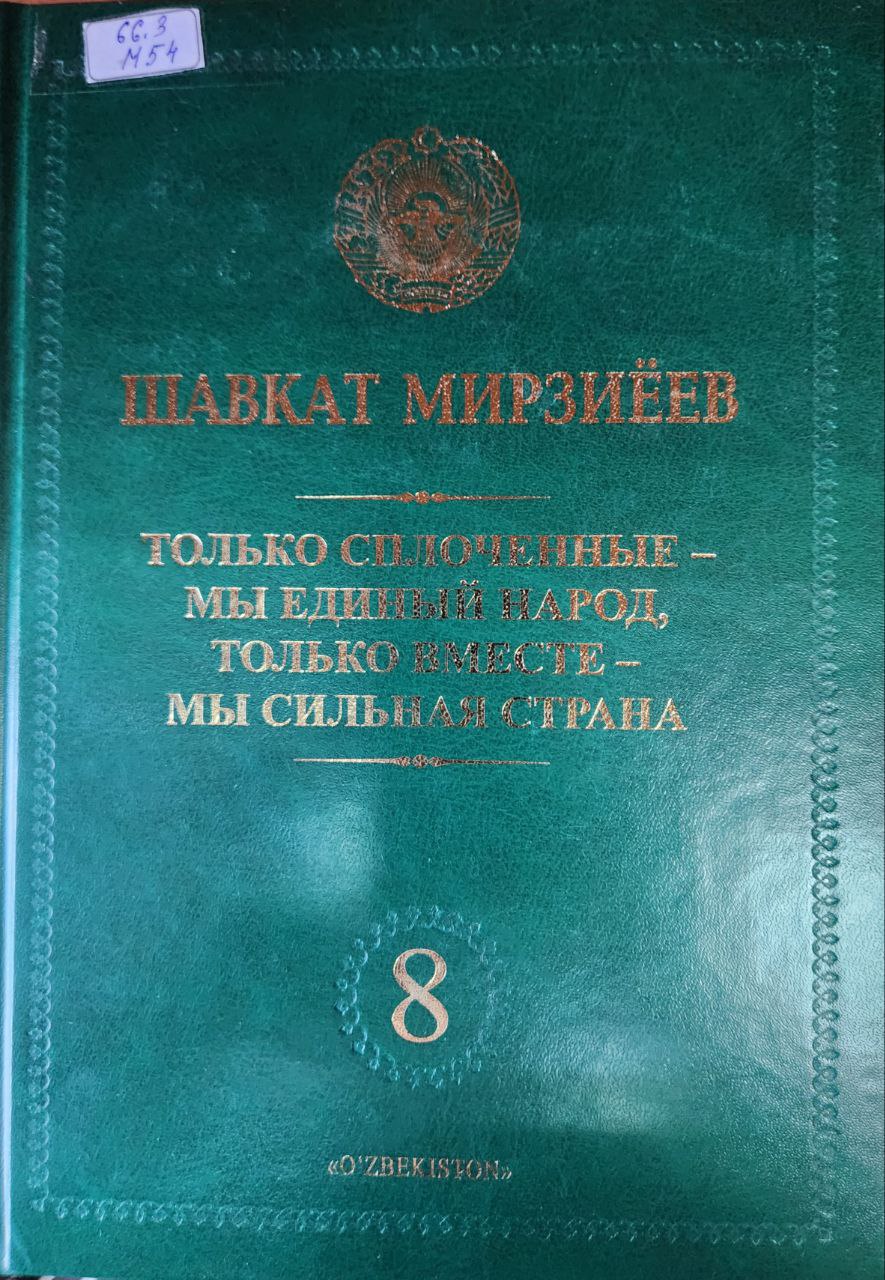 66.3
М54
ШАВКАТ МИРЗИЁЕВ
ТОЛЬКО СПЛОЧЕННЫЕ –
МЫ ЕДИНЫЙ НАРОД,
ТОЛЬКО ВМЕСТЕ –
МЫ СИЛЬНАЯ СТРАНА
8
«O‘ZBEKISTON»